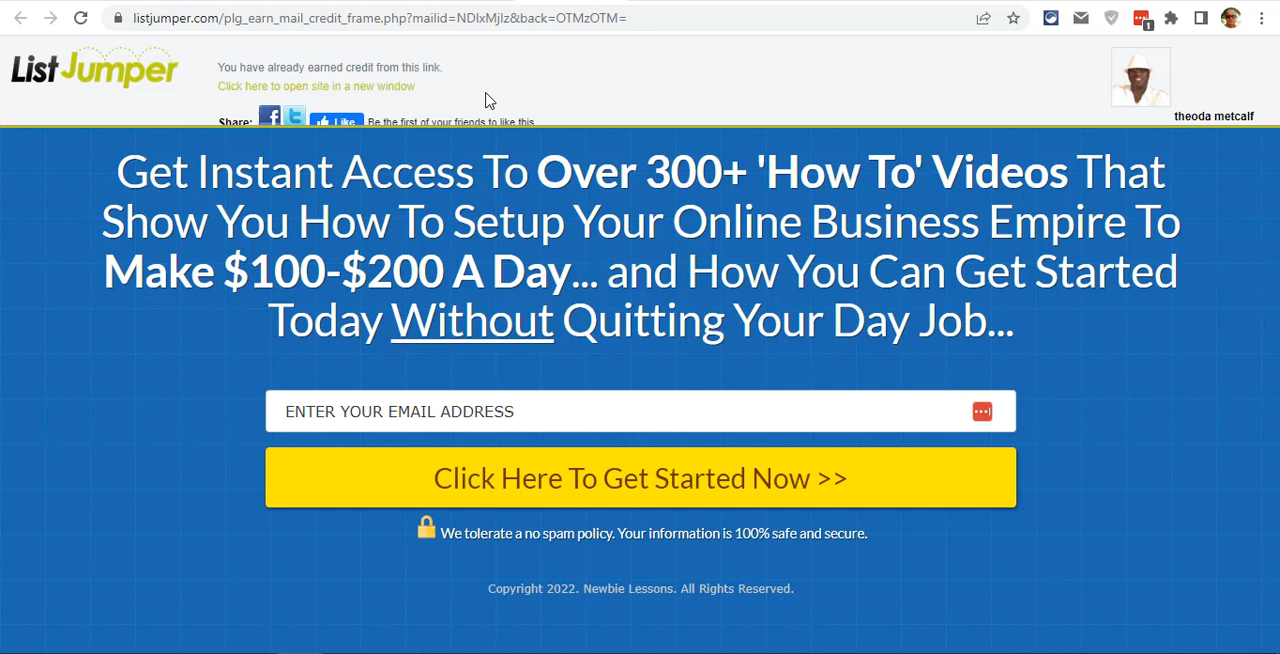 listjumper.com/plg_earn_mail_credit_frame.php?mailid=NDIxMjIz&back=OTMzOTM=
1
ListJumper
You have already earned credit from this link.
Click here to open site in a new window
Share: f t Like Be the first of your friends to like this.
theoda metcalf
Get Instant Access To Over 300+ 'How To' Videos That
Show You How To Setup Your Online Business Empire To
Make $100-$200 A Day... and How You Can Get Started
Today Without Quitting Your Day Job...
ENTER YOUR EMAIL ADDRESS
Click Here To Get Started Now >>
We tolerate a no spam policy. Your information is 100% safe and secure.
Copyright 2022. Newbie Lessons. All Rights Reserved.